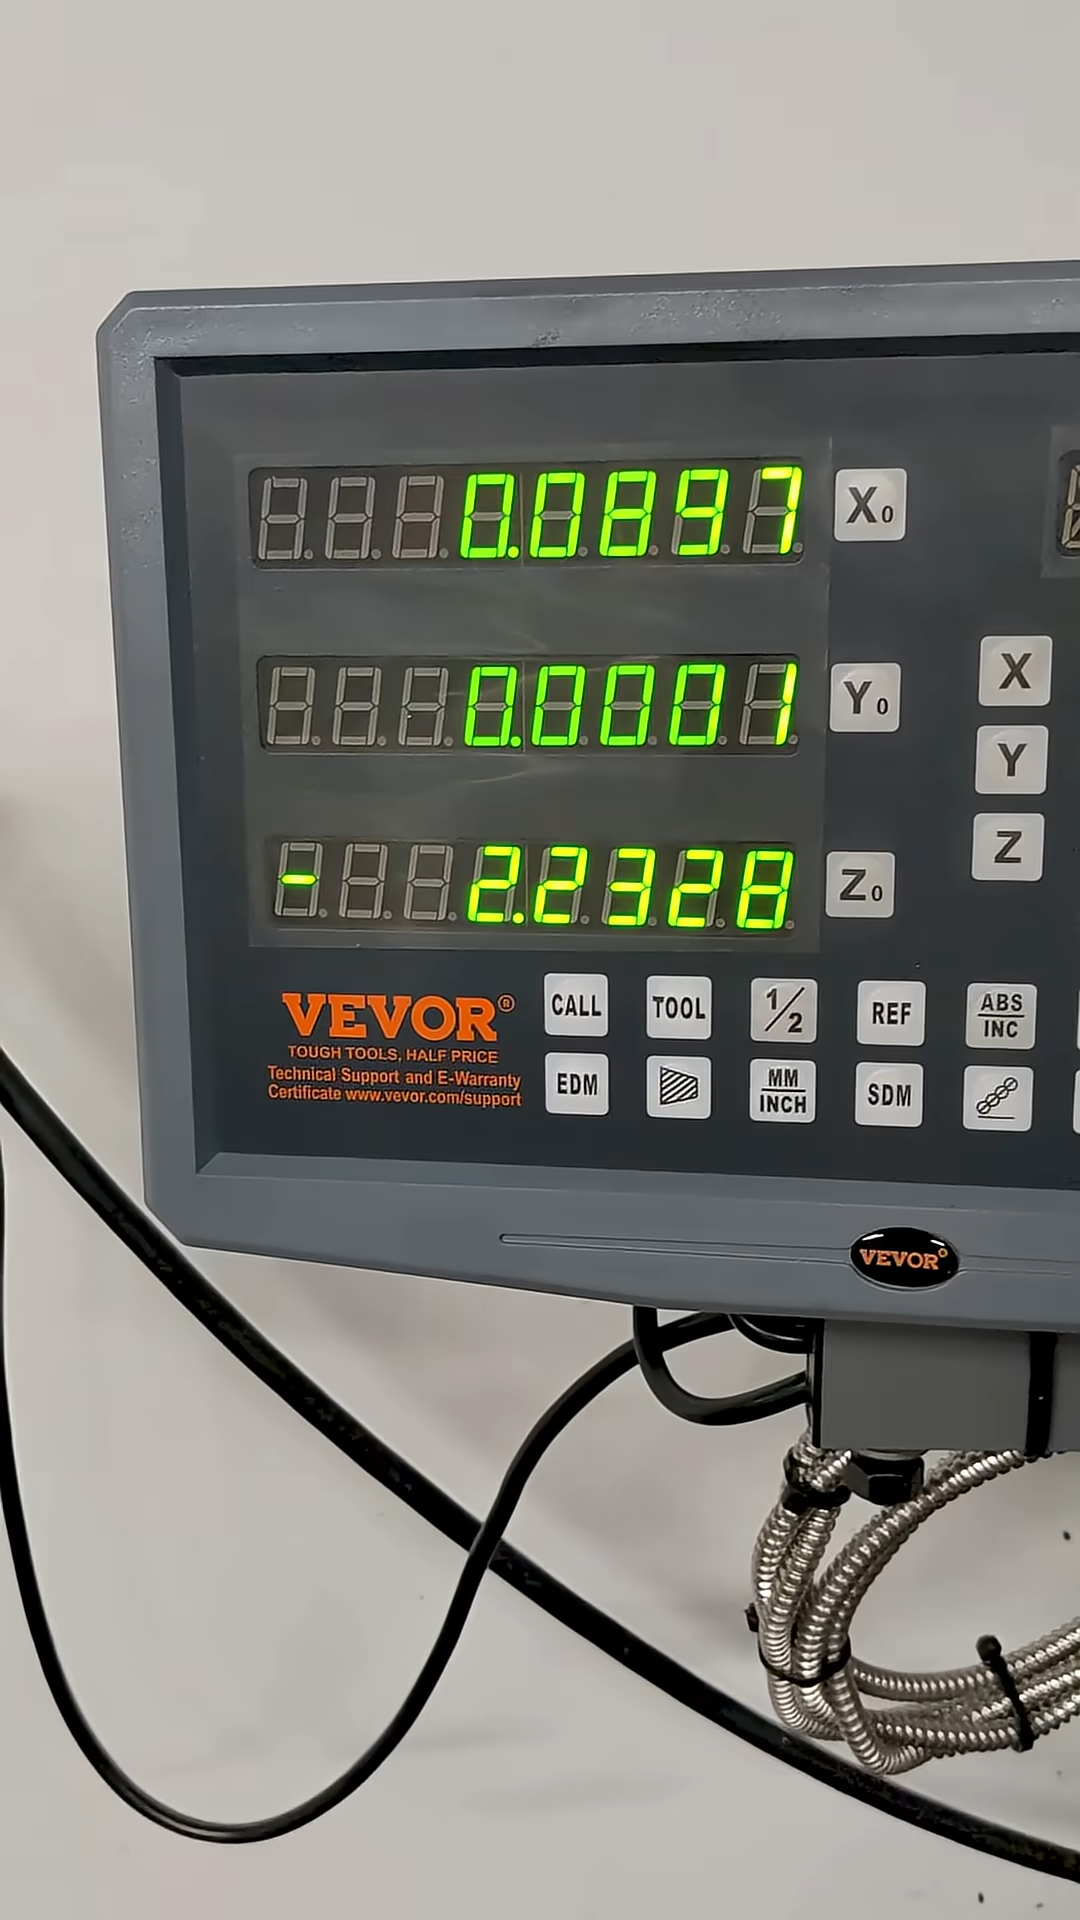 0.0897 X0
0.0001 Y0
X
Y
- 2.2328 Z0
Z
VEVOR®
TOUGH TOOLS, HALF PRICE
Technical Support and E-Warranty
Certificate www.vevor.com/support
CALL TOOL 1/2 REF ABS/INC
EDM MM/INCH SDM
VEVOR